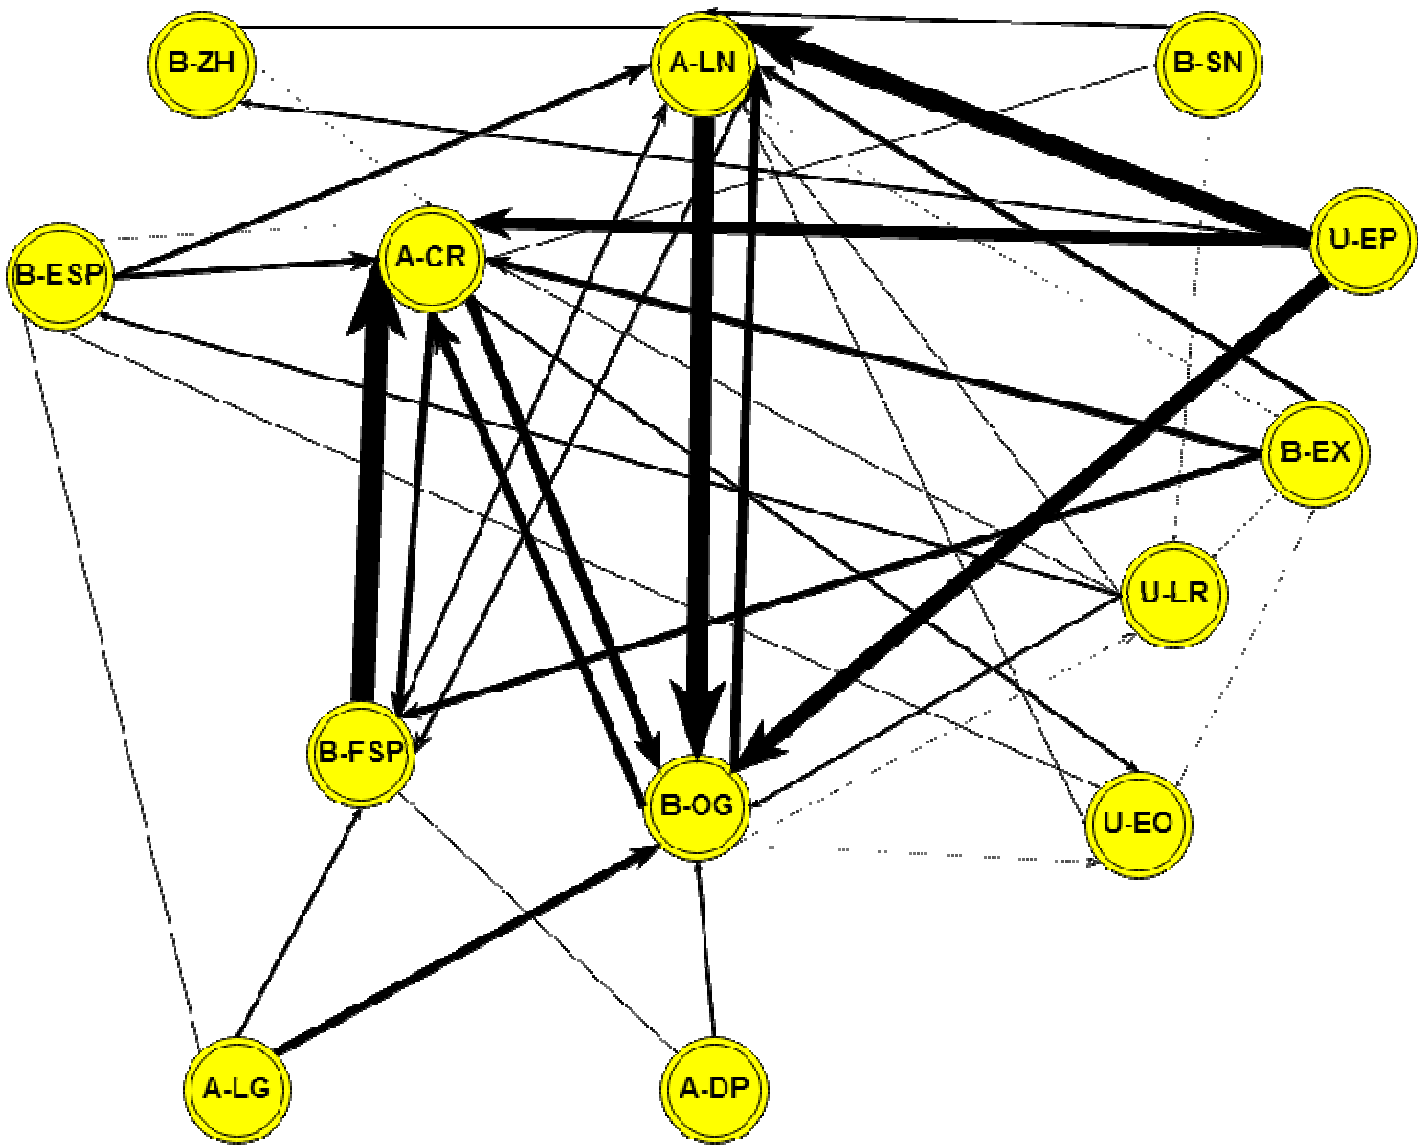 B-ZH
A-LN
B-SN
U-EP
A-CR
B-ESP
B-EX
U-LR
B-FSP
B-OG
U-EO
A-LG
A-DP